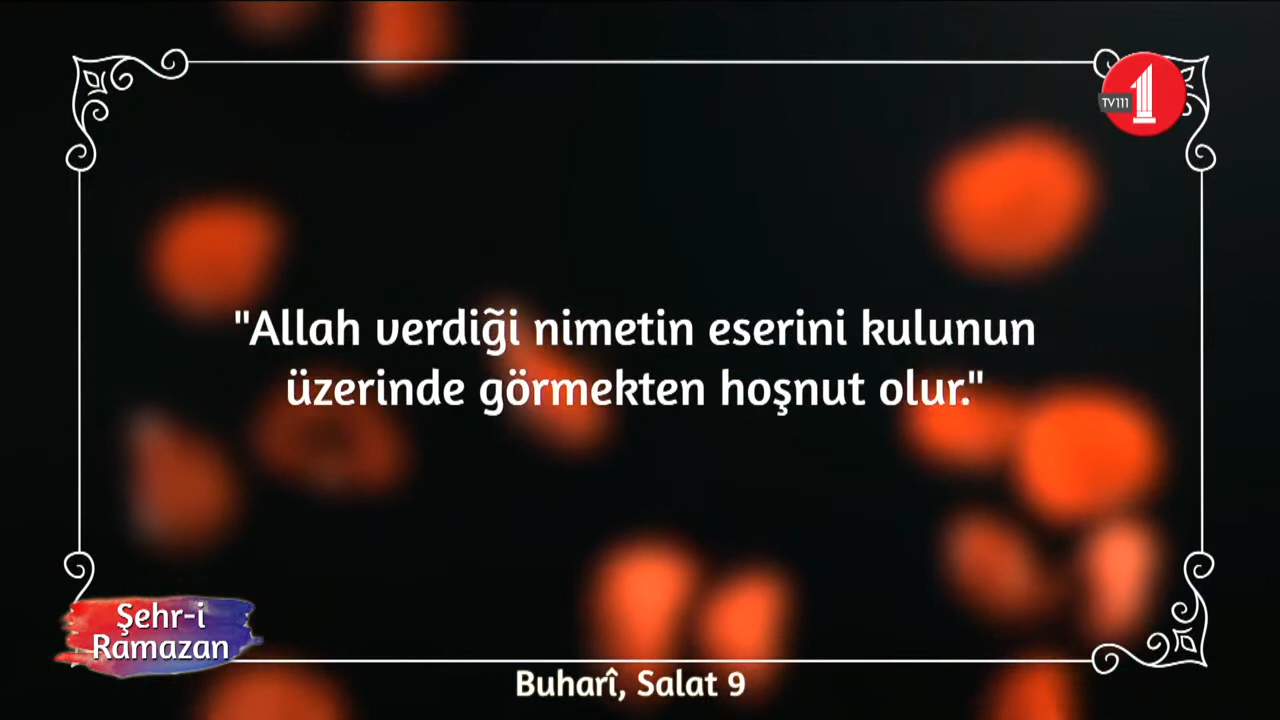 TV111
"Allah verdiği nimetin eserini kulunun
üzerinde görmekten hoşnut olur."
Şehr-i
Ramazan
Buharî, Salat 9